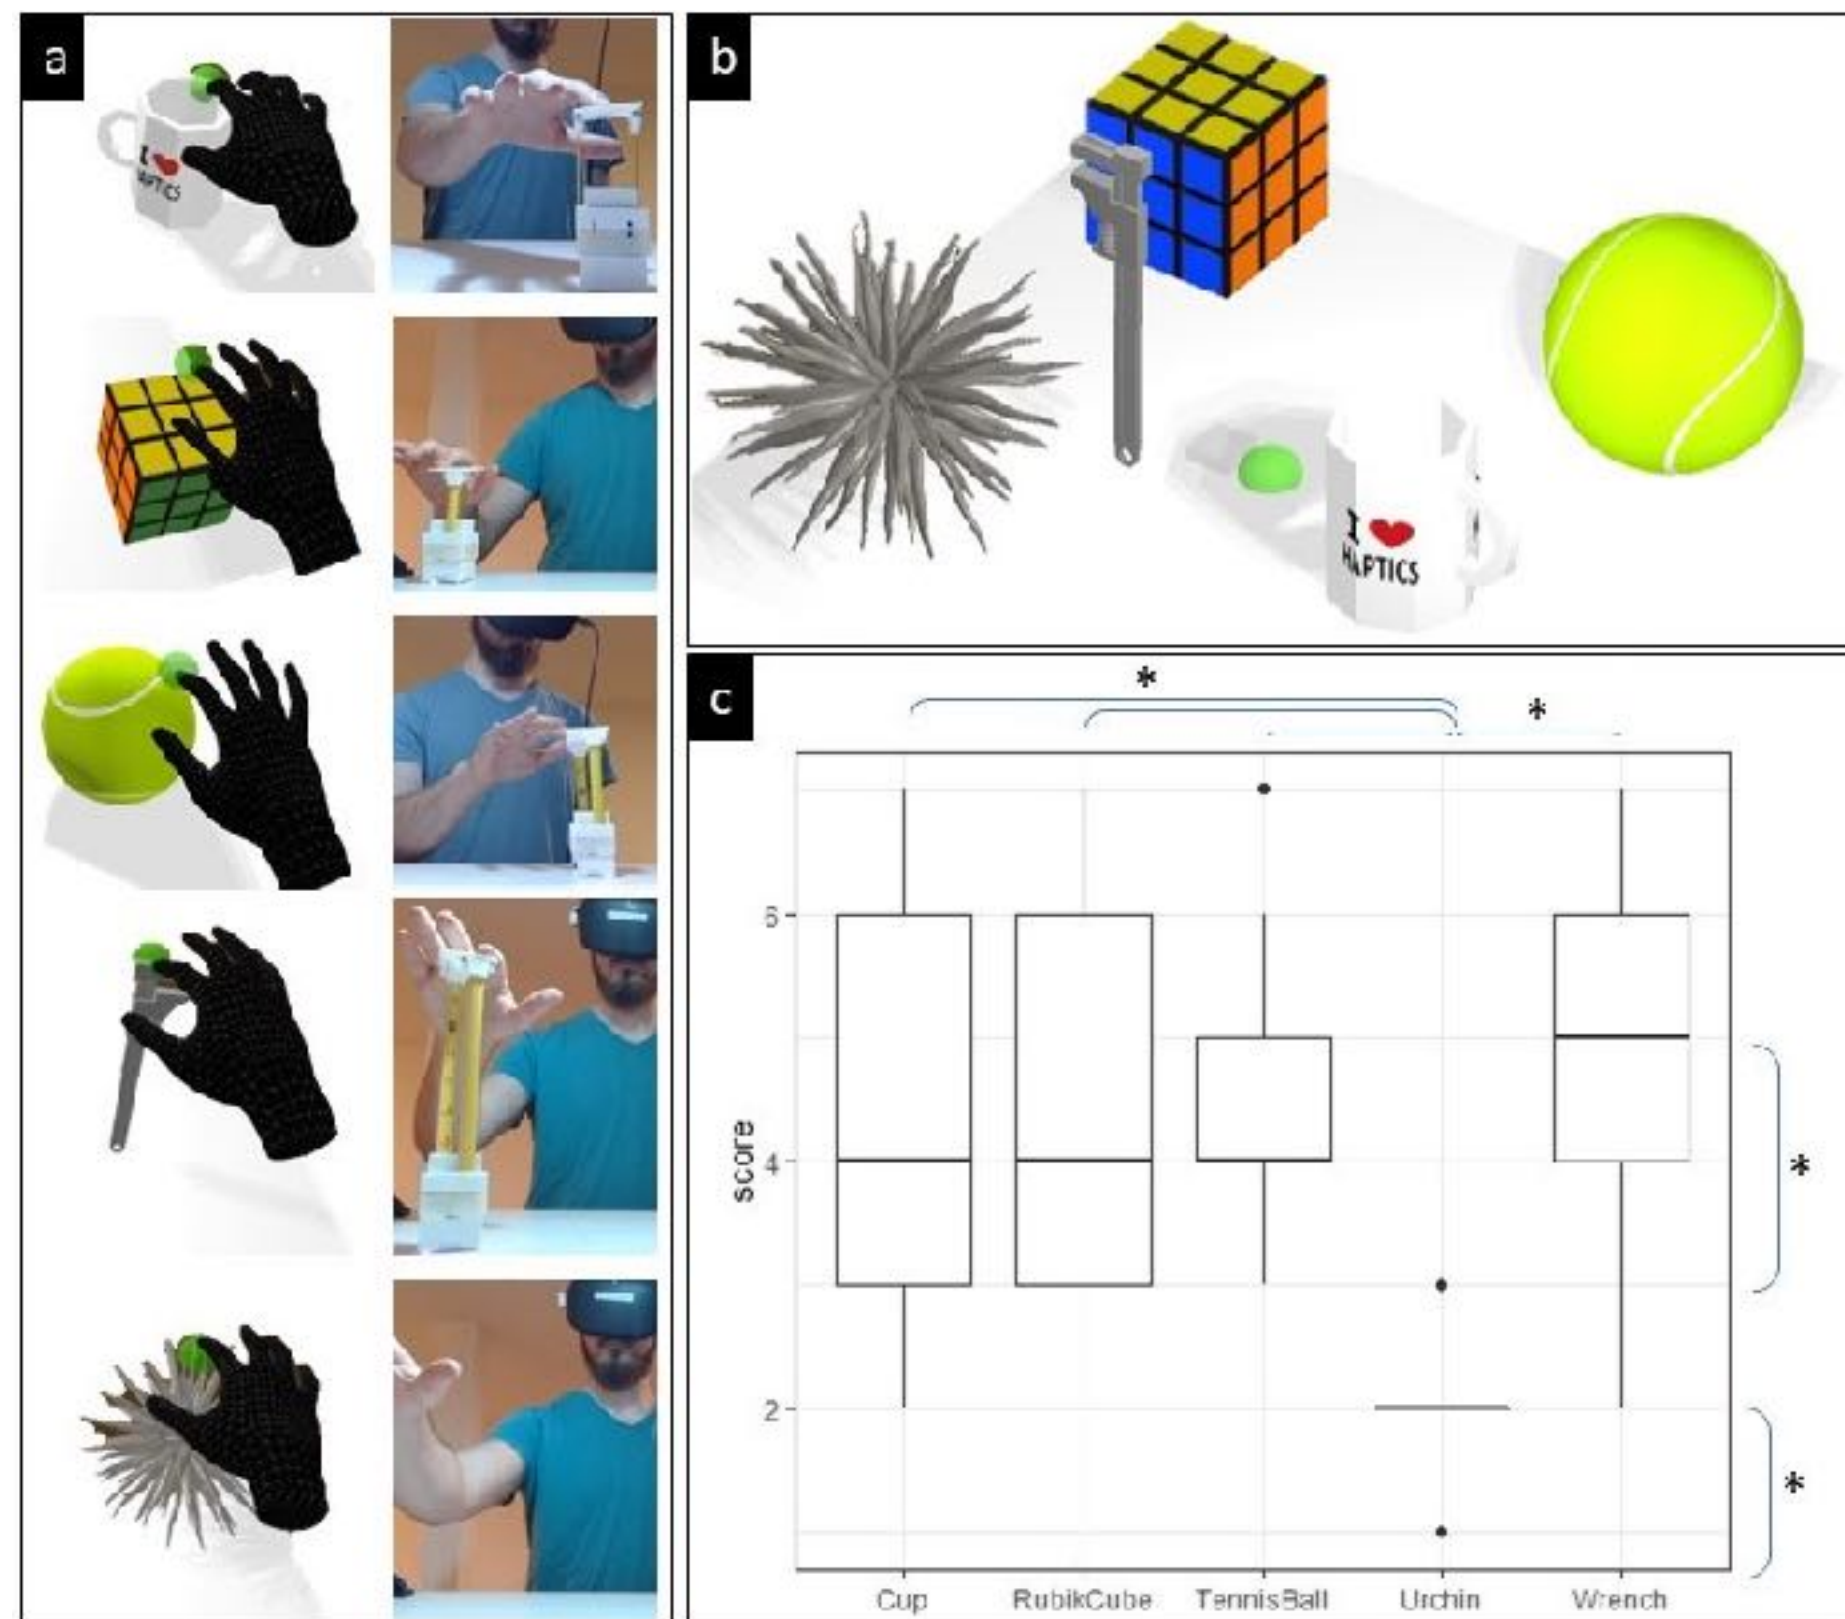 a
I ❤
HAPTICS
b
I ❤
HAPTICS
c
*
*
6
4
2
score
*
*
Cup
RubikCube
TennisBall
Urchin
Wrench